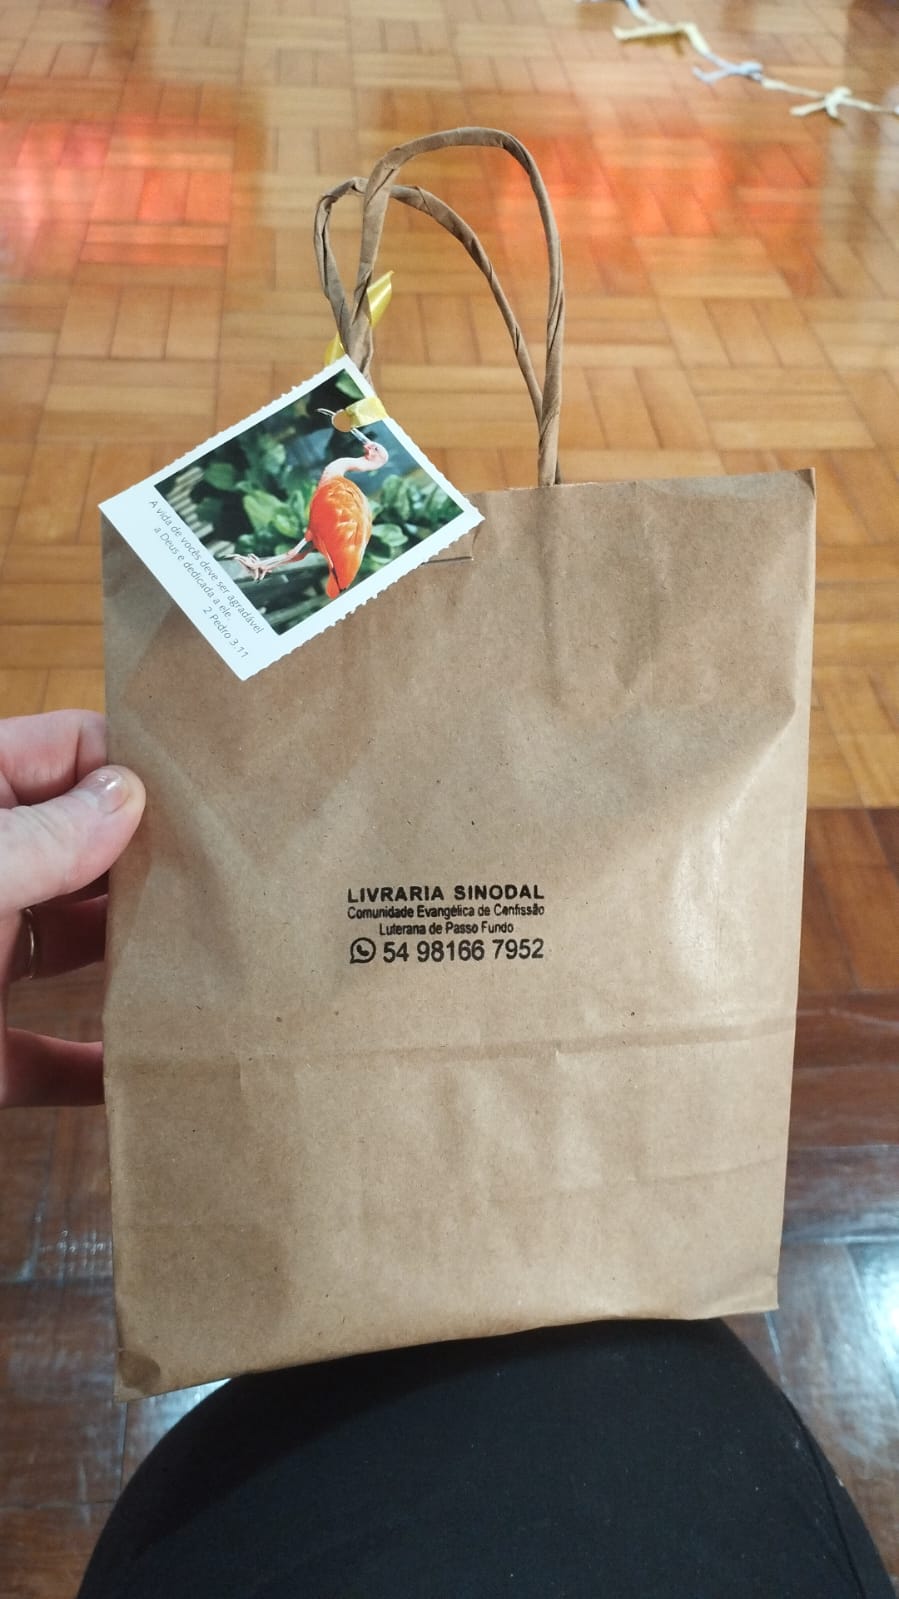 A vida de vocês deve ser agradável
a Deus e dedicada a ele.
2 Pedro 3.11
LIVRARIA SINODAL
Comunidade Evangélica de Confissão
Luterana de Passo Fundo
54 98166 7952